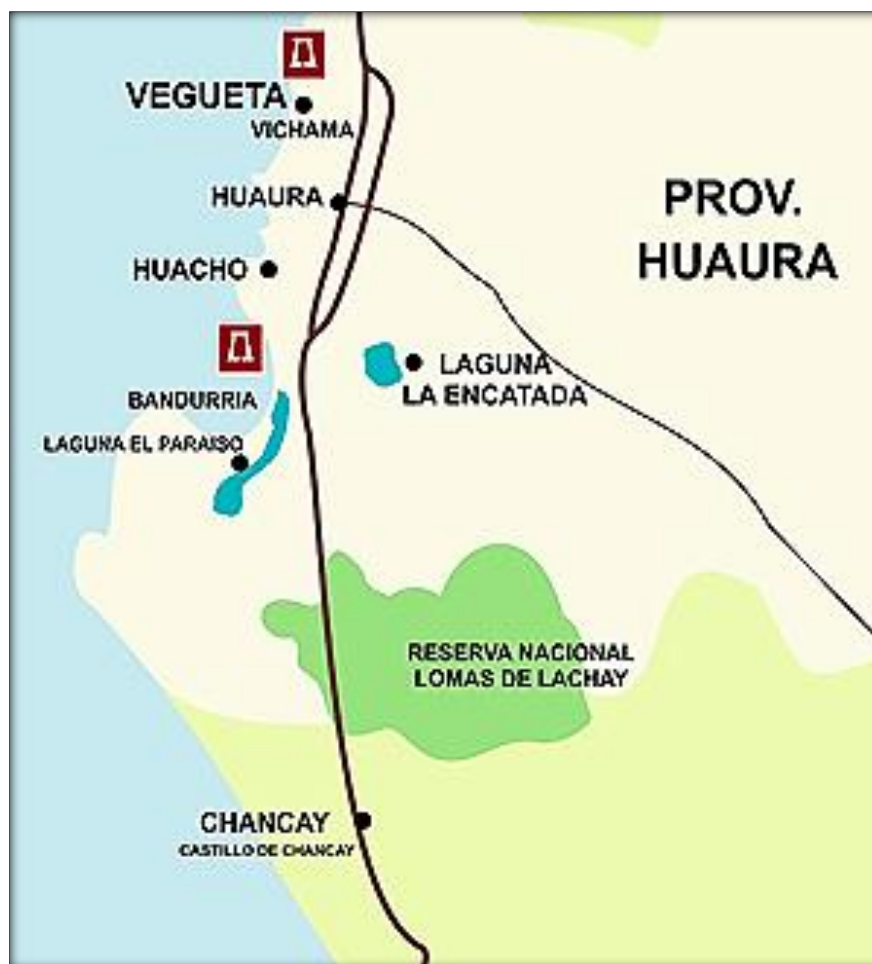 VEGUETA
VICHAMA
HUAURA
PROV.
HUAURA
HUACHO
LAGUNA
LA ENCATADA
BANDURRIA
LAGUNA EL PARAISO
RESERVA NACIONAL
LOMAS DE LACHAY
CHANCAY
CASTILLO DE CHANCAY